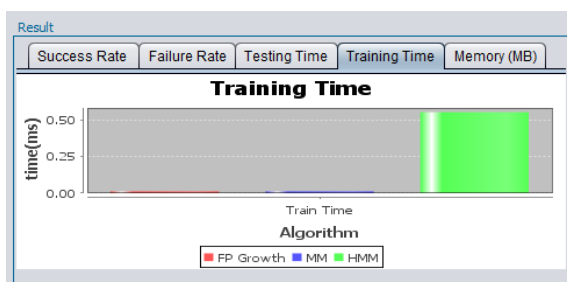 Result
Success Rate Failure Rate Testing Time Training Time Memory (MB)
Training Time
time(ms)
0.50
0.25
0.00
Train Time
Algorithm
FP Growth MM HMM